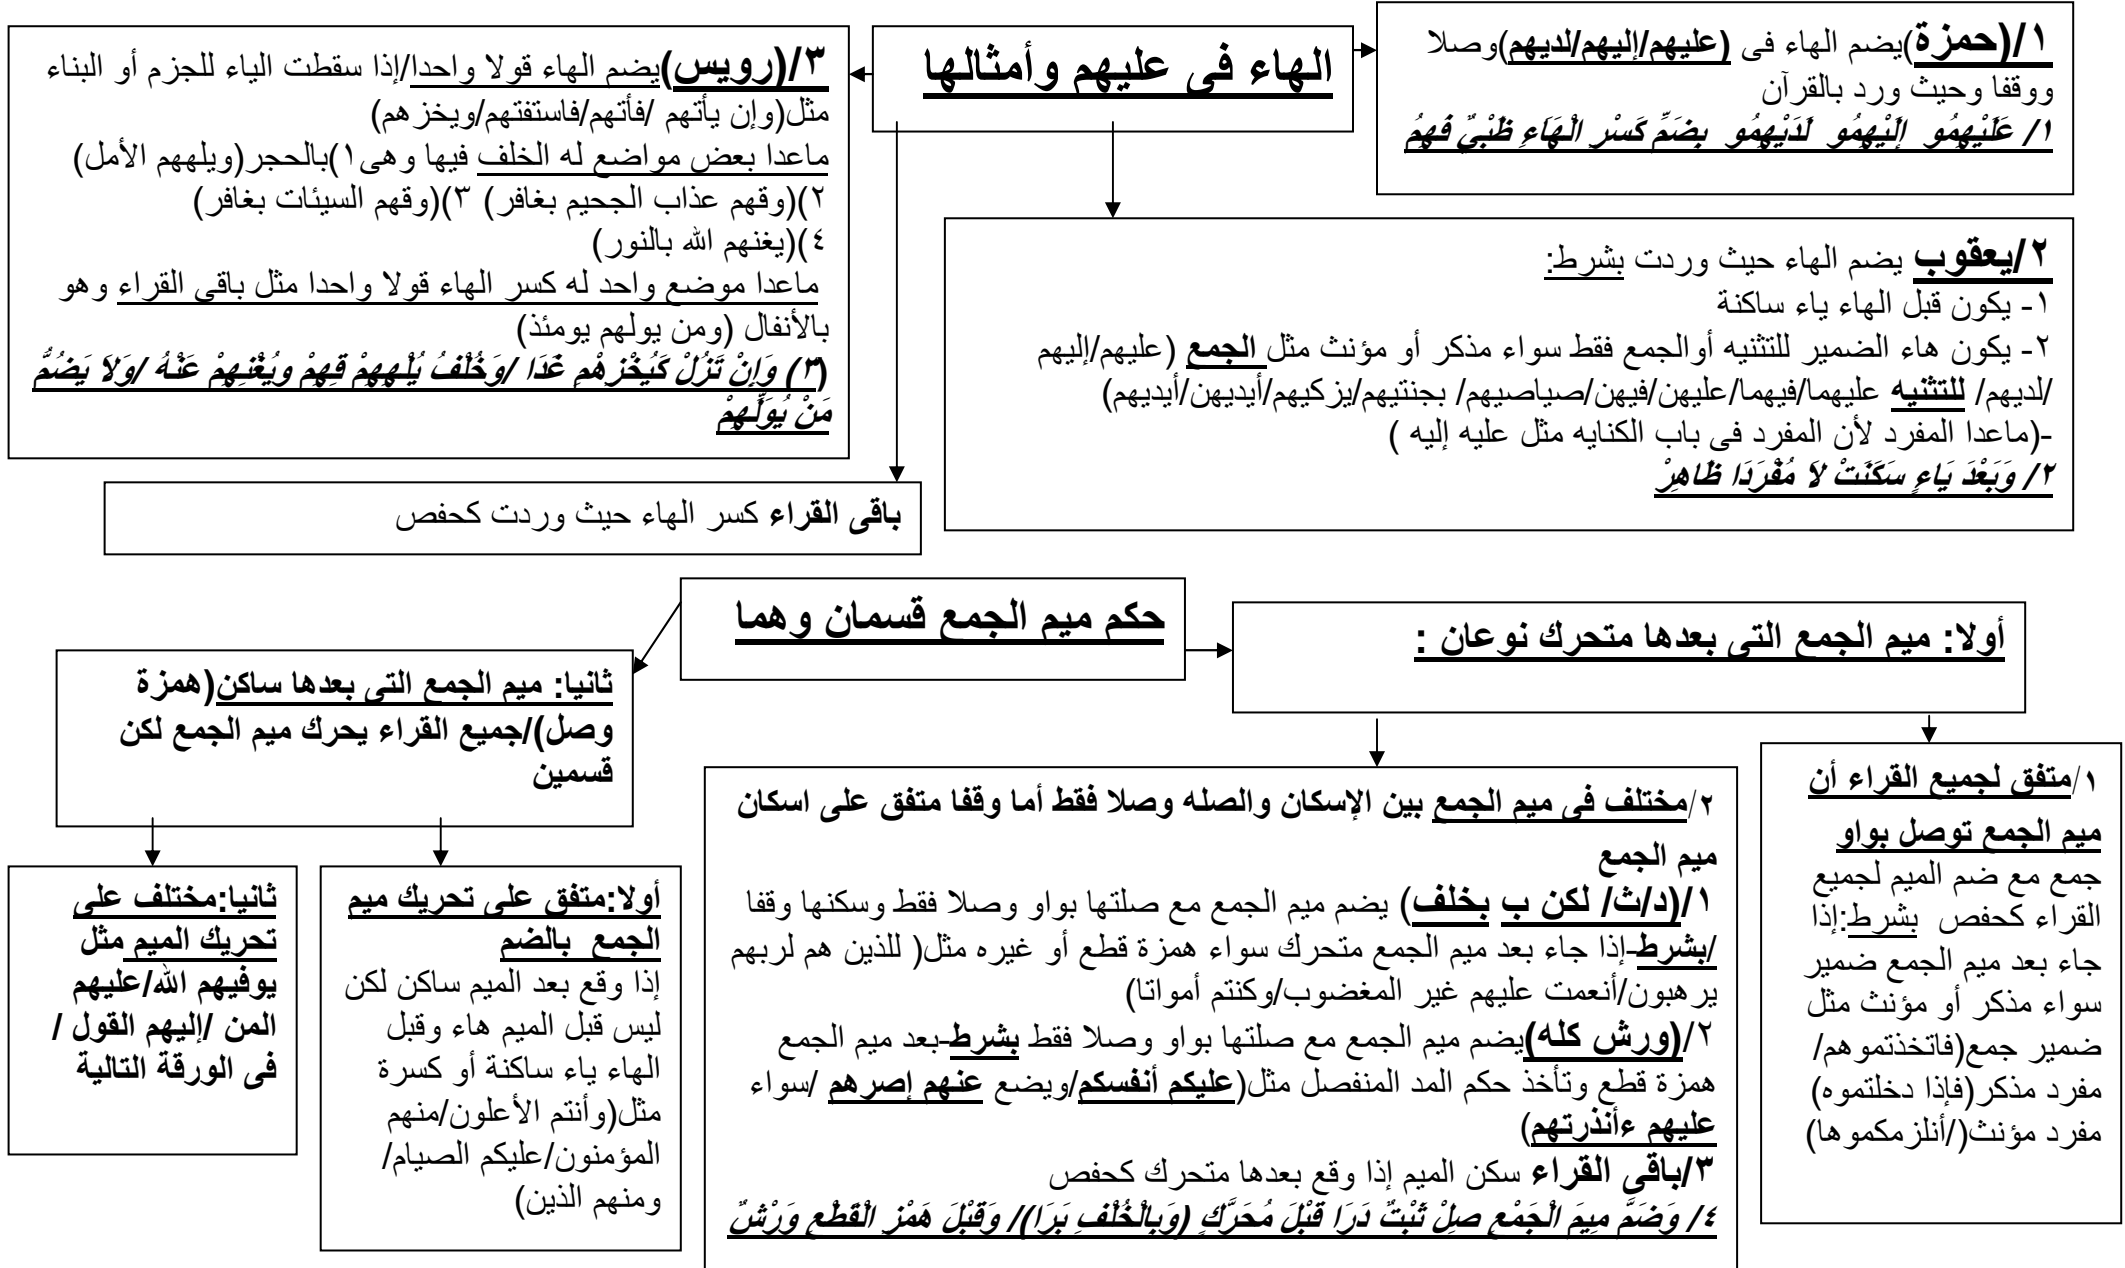 الهاء فى عليهم وأمثالها
١/(حمزة)يضم الهاء فى (عليهم/إليهم/لديهم)وصلا
ووقفا وحيث ورد بالقرآن
١/ عَلَيْهِمُو إِلَيْهِمُو لَدَيْهِمُو بِضَمِّ كَسْرِ الْهَاءِ ظَبْيٌ فَهِمُ
٢/يعقوب يضم الهاء حيث وردت بشرط:
١- يكون قبل الهاء ياء ساكنة
٢- يكون هاء الضمير للتثنيه أوالجمع فقط سواء مذكر أو مؤنث مثل الجمع (عليهم/إليهم
/لديهم/ للتثنيه عليهما/فيهما/عليهن/فيهن/صياصيهم/ بجنتيهم/يزكيهم/أيديهن/أيديهم)
-(ماعدا المفرد لأن المفرد فى باب الكنايه مثل عليه إليه )
٢/ وَبَعْدَ يَاءٍ سَكَنَتْ لاَ مُفْرَدَا ظَاهِرْ
٣/(رويس)يضم الهاء قولا واحدا/إذا سقطت الياء للجزم أو البناء
مثل(وإن يأتهم /فأتهم/فاستفتهم/ويخزهم)
ماعدا بعض مواضع له الخلف فيها وهى١)بالحجر(ويلههم الأمل)
٢)(وقهم عذاب الجحيم بغافر) ٣)(وقهم السيئات بغافر)
٤)(يغنهم الله بالنور)
ماعدا موضع واحد له كسر الهاء قولا واحدا مثل باقى القراء وهو
بالأنفال (ومن يولهم يومئذ)
(٣) وَإِنْ تَزُلْ كَيُخْزِهِمْ غَدَا /وَخُلْفُ يُلْهِهِمْ قِهِمْ وِيُغْنِهِمْ عَنْهُ /وَلاَ يَضُمُّ
مَنْ يُوَلِّهِمْ
باقى القراء كسر الهاء حيث وردت كحفص
حكم ميم الجمع قسمان وهما
أولا: ميم الجمع التى بعدها متحرك نوعان :
١/متفق لجميع القراء أن
ميم الجمع توصل بواو
جمع مع ضم الميم لجميع
القراء كحفص بشرط:إذا
جاء بعد ميم الجمع ضمير
سواء مذكر أو مؤنث مثل
ضمير جمع(فاتخذتموهم/
مفرد مذكر(فإذا دخلتموه)
مفرد مؤنث(/أنلزمكموها)
٢/مختلف فى ميم الجمع بين الإسكان والصله وصلا فقط أما وقفا متفق على اسكان
ميم الجمع
١/(د/ث/ لكن ب بخلف) يضم ميم الجمع مع صلتها بواو وصلا فقط وسكنها وقفا
/بشرط-إذا جاء بعد ميم الجمع متحرك سواء همزة قطع أو غيره مثل( للذين هم لربهم
يرهبون/أنعمت عليهم غير المغضوب/وكنتم أمواتا)
٢/(ورش كله)يضم ميم الجمع مع صلتها بواو وصلا فقط بشرط-بعد ميم الجمع
همزة قطع وتأخذ حكم المد المنفصل مثل(عليكم أنفسكم/ويضع عنهم إصرهم /سواء
عليهم ءأنذرتهم)
٣/باقي القراء سكن الميم إذا وقع بعدها متحرك كحفص
٤/ وَضَمَّ مِيمَ الْجَمْعِ صِلْ ثَبْتٌ دَرَا قَبْلَ مُحَرَّكٍ (وَبِالْخُلْفِ بَرَا)/ وَقَبْلَ هَمْزِ الْقَطْعِ وَرْشٌ
ثانيا: ميم الجمع التى بعدها ساكن(همزة
وصل)/جميع القراء يحرك ميم الجمع لكن
قسمين
أولا:متفق على تحريك ميم
الجمع بالضم
إذا وقع بعد الميم ساكن لكن
ليس قبل الميم هاء وقبل
الهاء ياء ساكنة أو كسرة
مثل(وأنتم الأعلون/منهم
المؤمنون/عليكم الصيام/
ومنهم الذين)
ثانيا:مختلف على
تحريك الميم مثل
يوفيهم الله/عليهم
المن /إليهم القول /
فى الورقة التالية